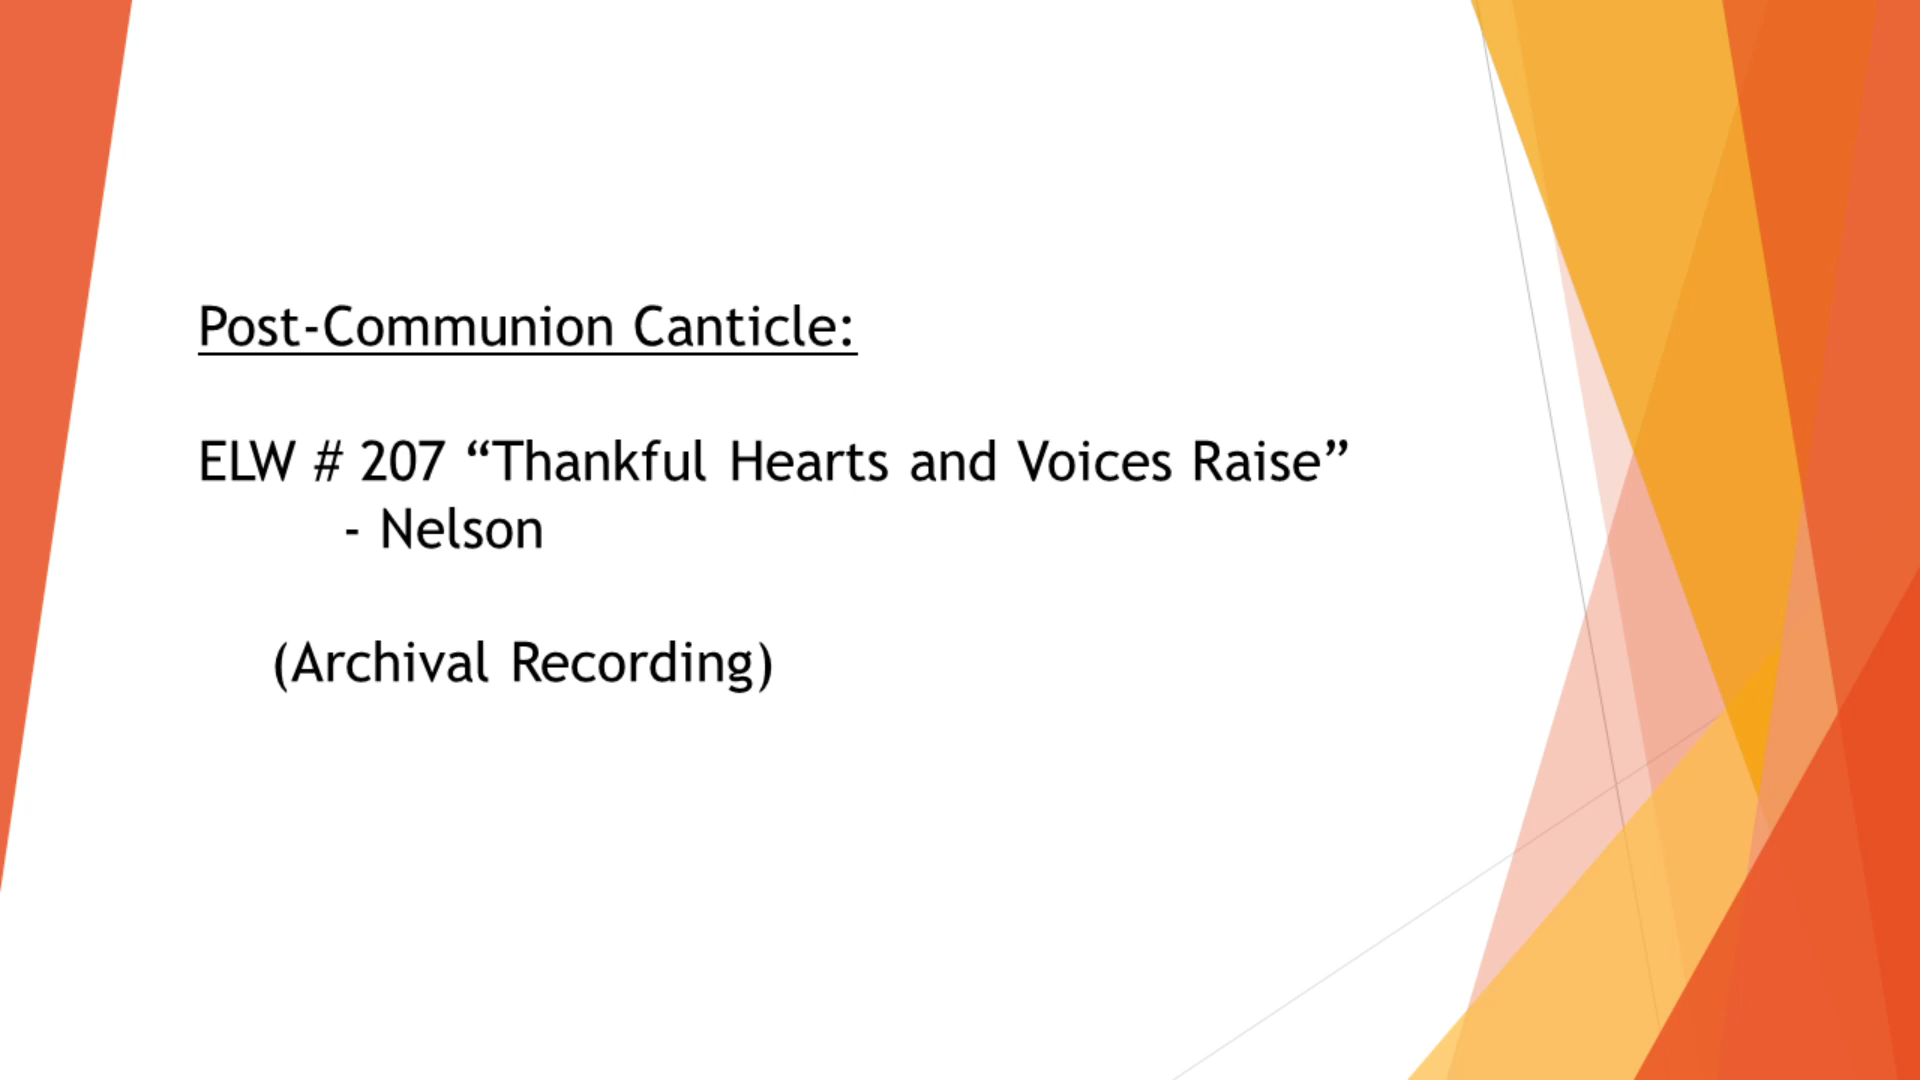 Post-Communion Canticle:
ELW # 207 “Thankful Hearts and Voices Raise”
- Nelson
(Archival Recording)